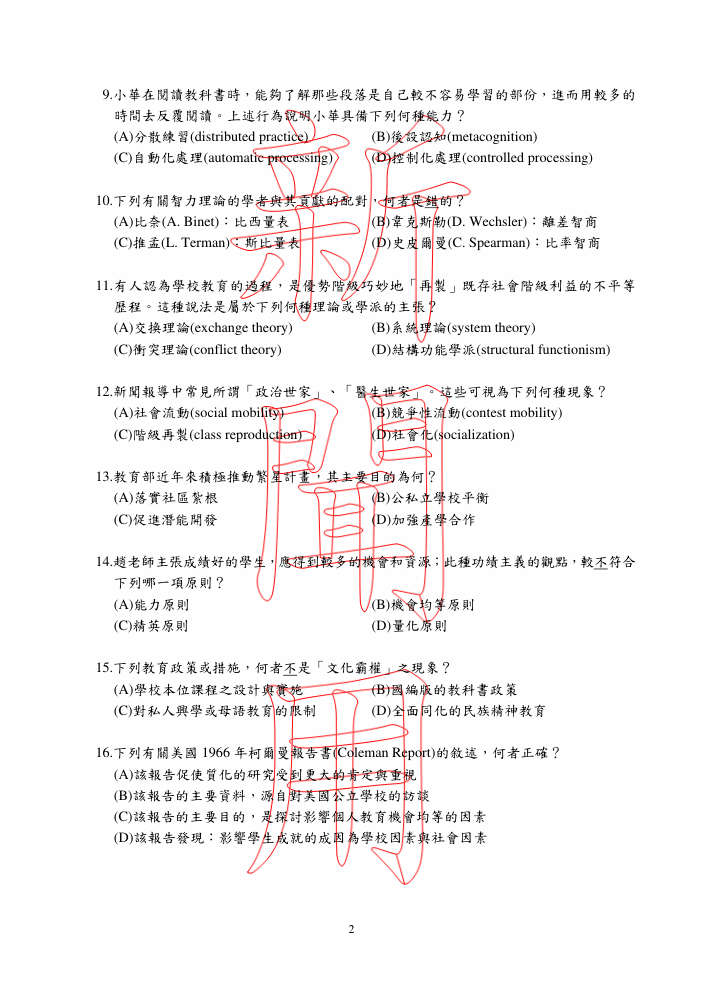 9.小華在閱讀教科書時，能夠了解那些段落是自己較不容易學習的部份，進而用較多的
時間去反覆閱讀。上述行為說明小華具備下列何種能力？
(A)分散練習(distributed practice) (B)後設認知(metacognition)
(C)自動化處理(automatic processing) (D)控制化處理(controlled processing)
10.下列有關智力理論的學者與其貢獻的配對，何者是錯的？
(A)比奈(A. Binet)：比西量表 (B)韋克斯勒(D. Wechsler)：離差智商
(C)推孟(L. Terman)：斯比量表 (D)史皮爾曼(C. Spearman)：比率智商
11.有人認為學校教育的過程，是優勢階級巧妙地「再製」既存社會階級利益的不平等
歷程。這種說法是屬於下列何種理論或學派的主張？
(A)交換理論(exchange theory) (B)系統理論(system theory)
(C)衝突理論(conflict theory) (D)結構功能學派(structural functionism)
12.新聞報導中常見所謂「政治世家」、「醫生世家」。這些可視為下列何種現象？
(A)社會流動(social mobility) (B)競爭性流動(contest mobility)
(C)階級再製(class reproduction) (D)社會化(socialization)
13.教育部近年來積極推動繁星計畫，其主要目的為何？
(A)落實社區紮根 (B)公私立學校平衡
(C)促進潛能開發 (D)加強產學合作
14.趙老師主張成績好的學生，應得到較多的機會和資源；此種功績主義的觀點，較不符合
下列哪一項原則？
(A)能力原則 (B)機會均等原則
(C)精英原則 (D)量化原則
15.下列教育政策或措施，何者不是「文化霸權」之現象？
(A)學校本位課程之設計與實施 (B)國編版的教科書政策
(C)對私人興學或母語教育的限制 (D)全面同化的民族精神教育
16.下列有關美國 1966 年柯爾曼報告書(Coleman Report)的敘述，何者正確？
(A)該報告促使質化的研究受到更大的肯定與重視
(B)該報告的主要資料，源自對美國公立學校的訪談
(C)該報告的主要目的，是探討影響個人教育機會均等的因素
(D)該報告發現：影響學生成就的成因為學校因素與社會因素
新聞用
2